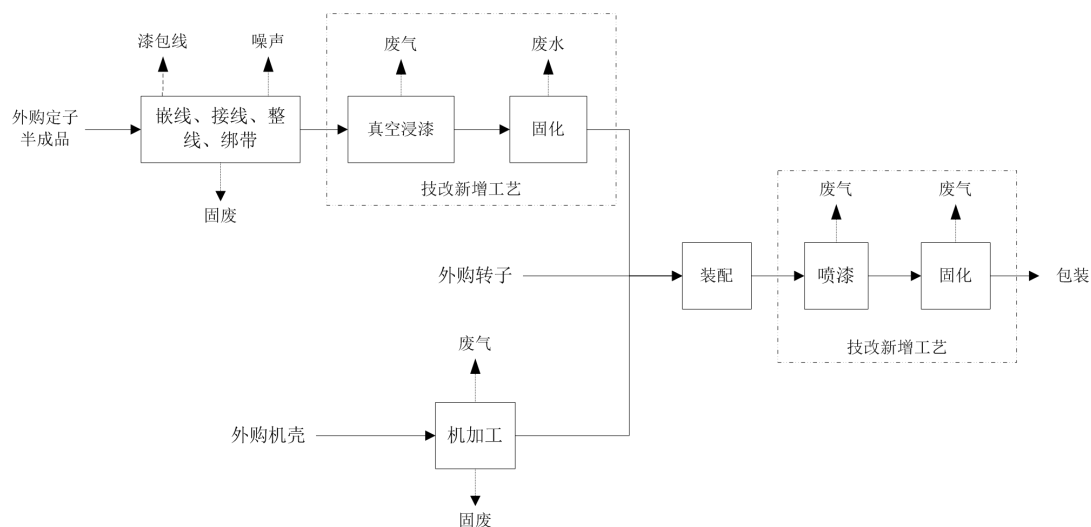 漆包线
噪声
废气
废水
外购定子
半成品
嵌线、接线、整
线、绑带
真空浸漆
固化
技改新增工艺
固废
废气
废气
外购转子
装配
喷漆
固化
包装
技改新增工艺
废气
外购机壳
机加工
固废